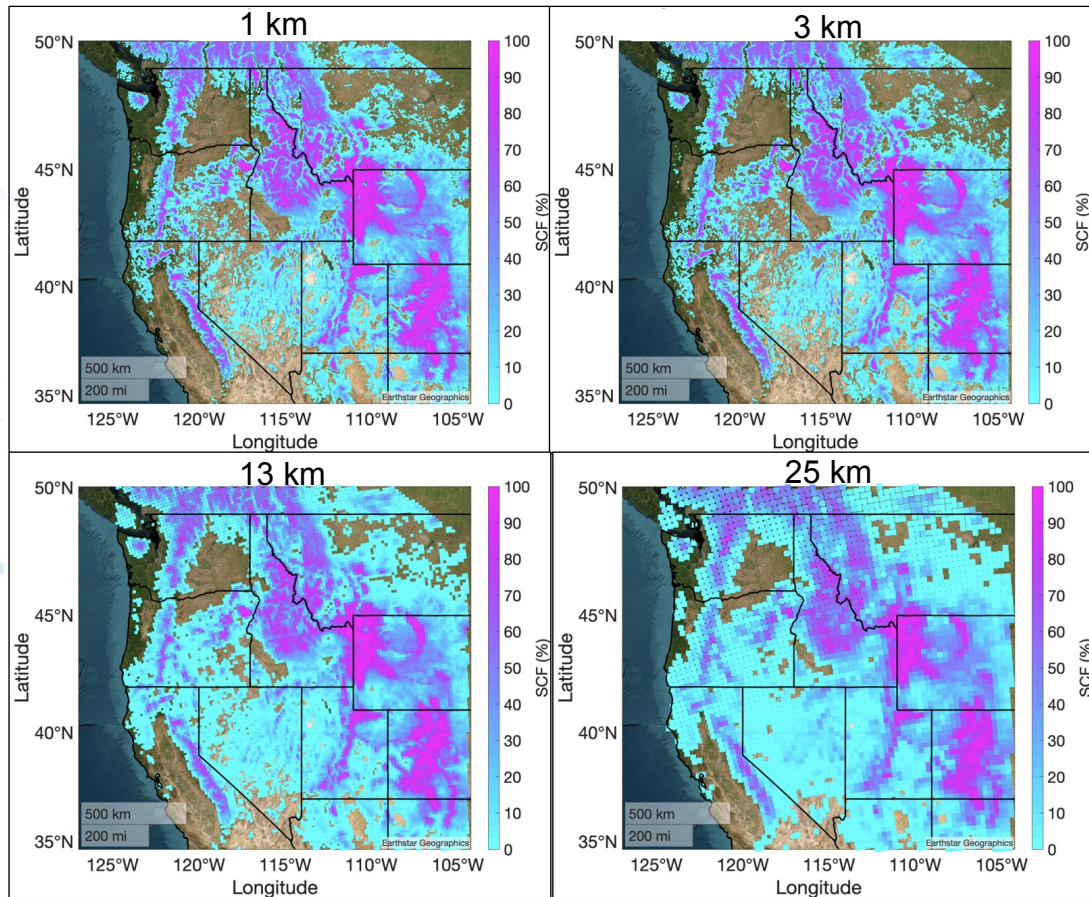 1 km
50°N
45°N
40°N
35°N
Latitude
125°W
120°W
115°W
110°W
105°W
Longitude
500 km
200 mi
Earthstar Geographics
100
90
80
70
60
50
40
30
20
10
0
SCF (%)
3 km
50°N
45°N
40°N
35°N
Latitude
125°W
120°W
115°W
110°W
105°W
Longitude
500 km
200 mi
Earthstar Geographics
100
90
80
70
60
50
40
30
20
10
0
SCF (%)
13 km
50°N
45°N
40°N
35°N
Latitude
125°W
120°W
115°W
110°W
105°W
Longitude
500 km
200 mi
Earthstar Geographics
100
90
80
70
60
50
40
30
20
10
0
SCF (%)
25 km
50°N
45°N
40°N
35°N
Latitude
125°W
120°W
115°W
110°W
105°W
Longitude
500 km
200 mi
Earthstar Geographics
100
90
80
70
60
50
40
30
20
10
0
SCF (%)